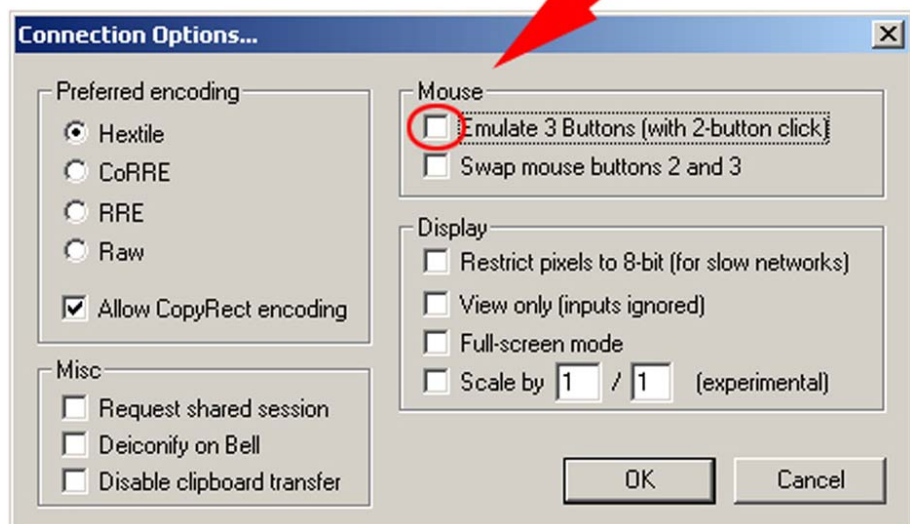 Connection Options...
Preferred encoding
Hextile
CoRRE
RRE
Raw
Allow CopyRect encoding
Misc
Request shared session
Deiconify on Bell
Disable clipboard transfer
Mouse
Emulate 3 Buttons (with 2-button click)
Swap mouse buttons 2 and 3
Display
Restrict pixels to 8-bit (for slow networks)
View only (inputs ignored)
Full-screen mode
Scale by 1 / 1 (experimental)
OK
Cancel